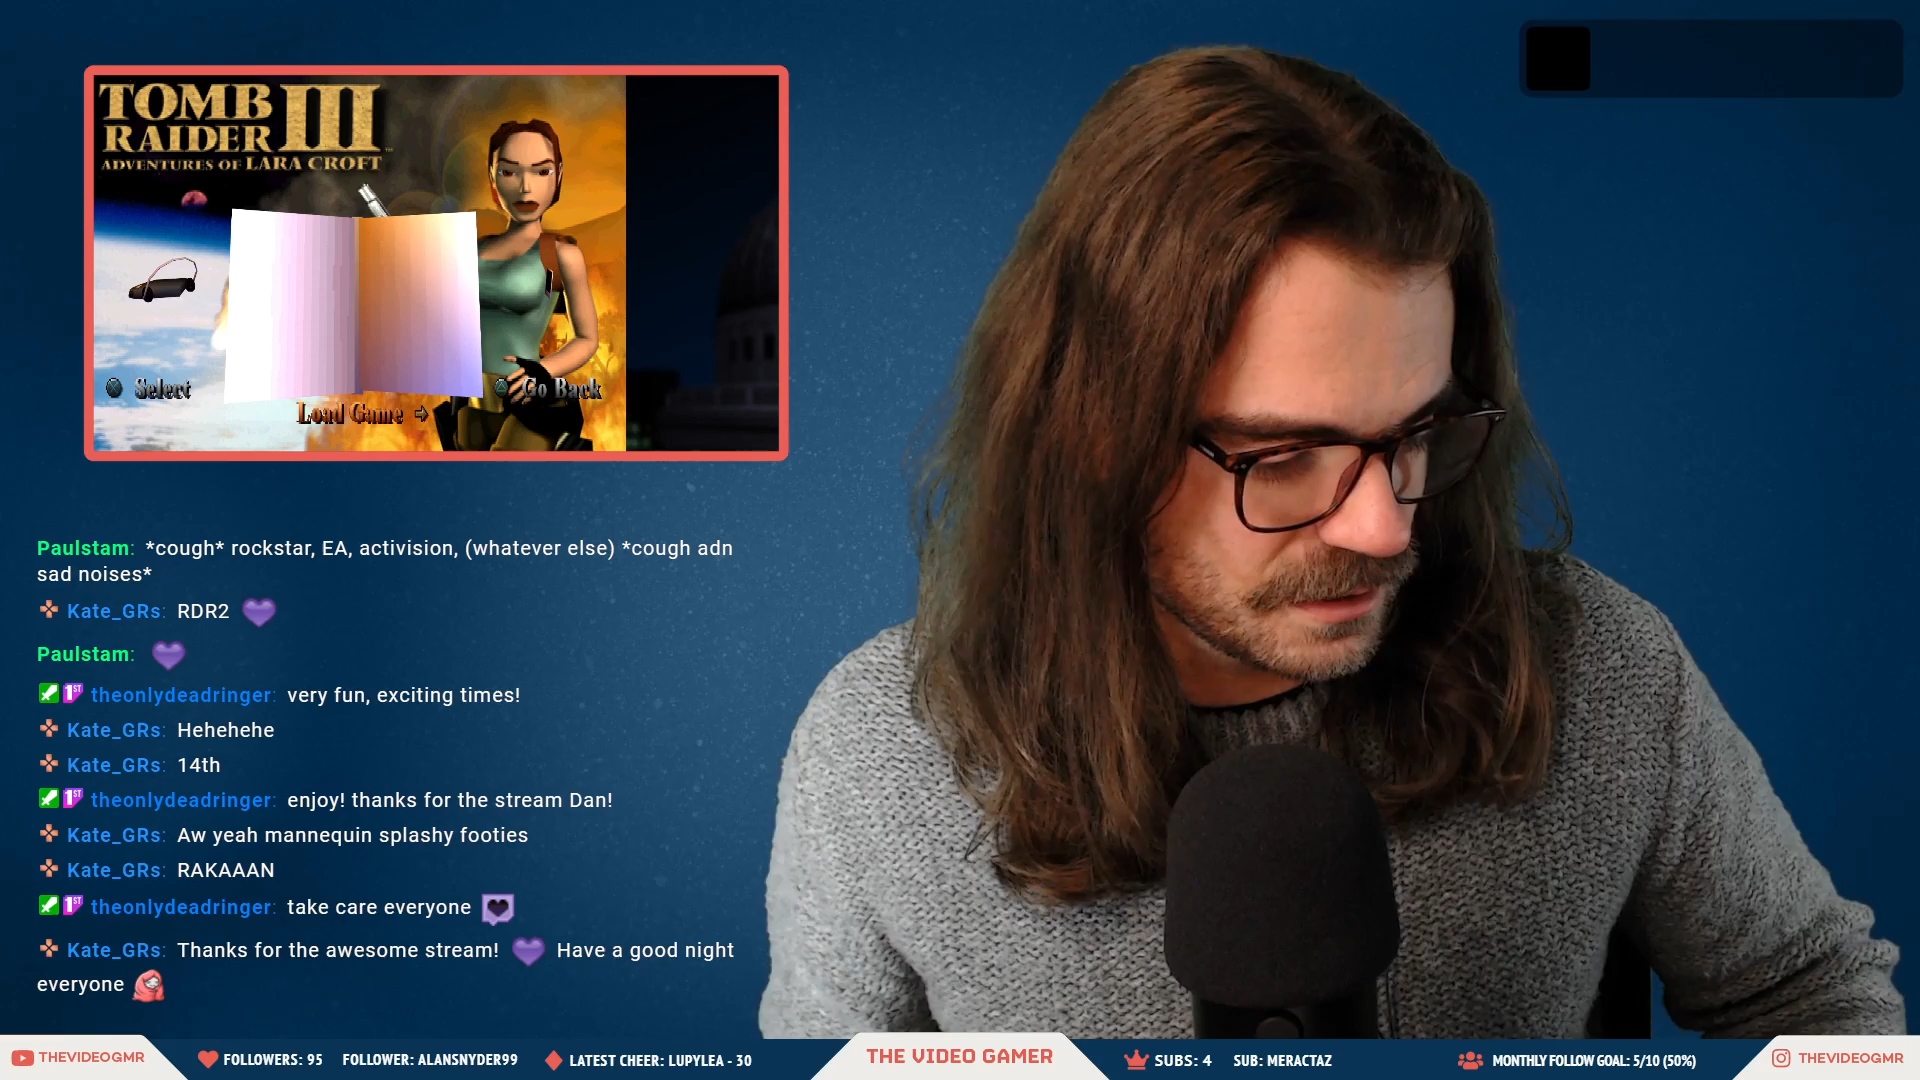 TOMB
RAIDER III
ADVENTURES OF LARA CROFT
Select
Go Back
Load Game
Paulstam: *cough* rockstar, EA, activision, (whatever else) *cough adn
sad noises*
Kate_GRs: RDR2
Paulstam:
1ST theonlydeadringer: very fun, exciting times!
Kate_GRs: Hehehehe
Kate_GRs: 14th
1ST theonlydeadringer: enjoy! thanks for the stream Dan!
Kate_GRs: Aw yeah mannequin splashy footies
Kate_GRs: RAKAAAN
1ST theonlydeadringer: take care everyone
Kate_GRs: Thanks for the awesome stream! Have a good night
everyone
THEVIDEOGMR FOLLOWERS: 95 FOLLOWER: ALANSNYDER99 LATEST CHEER: LUPYLEA - 30 THE VIDEO GAMER SUBS: 4 SUB: MERACTAZ MONTHLY FOLLOW GOAL: 5/10 (50%) THEVIDEOGMR